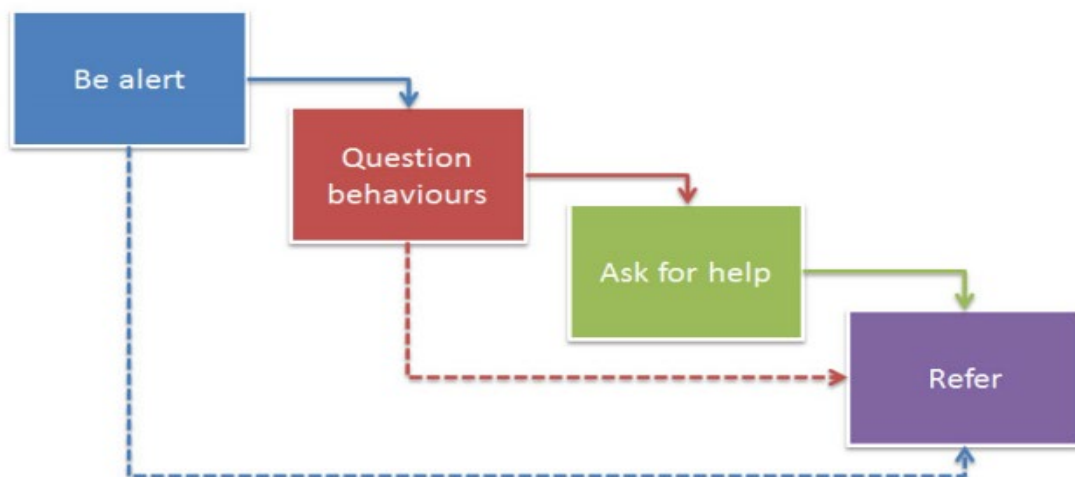 Be alert
Question
behaviours
Ask for help
Refer